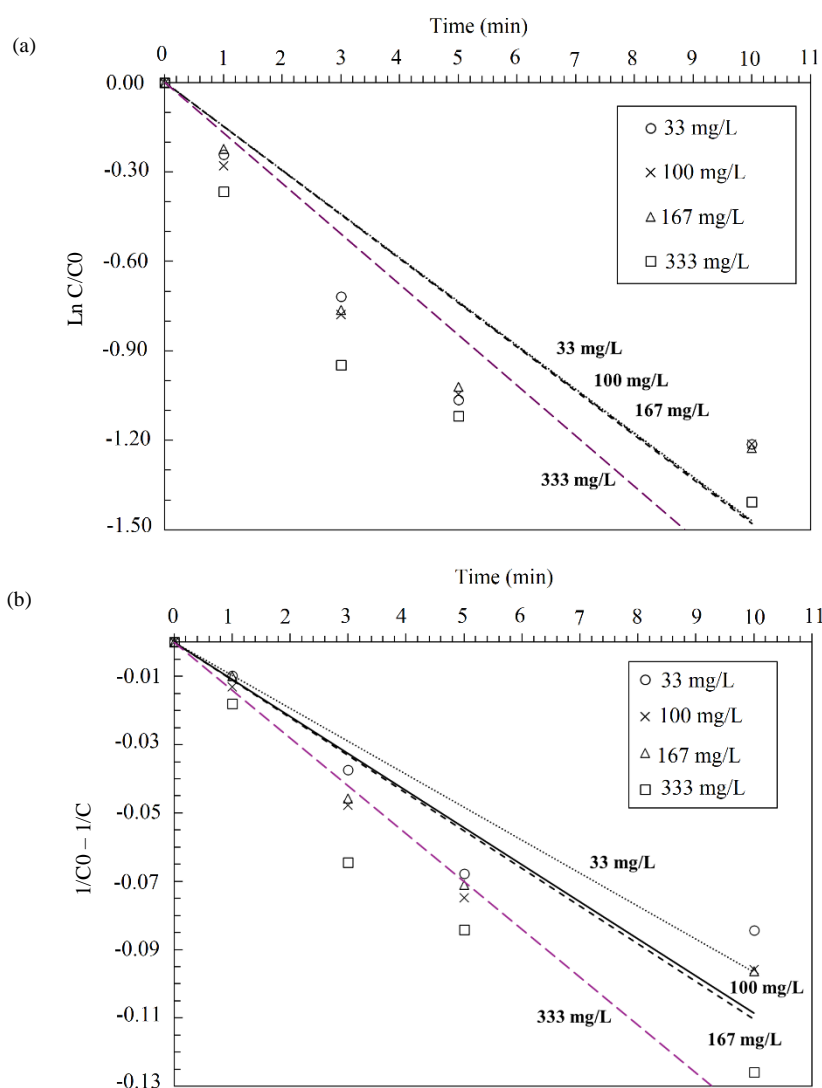 (a)
Time (min)
0 1 2 3 4 5 6 7 8 9 10 11
0.00
-0.30
-0.60
-0.90
-1.20
-1.50
Ln C/C0
33 mg/L
100 mg/L
167 mg/L
333 mg/L
33 mg/L
100 mg/L
167 mg/L
333 mg/L
(b)
Time (min)
0 1 2 3 4 5 6 7 8 9 10 11
-0.01
-0.03
-0.05
-0.07
-0.09
-0.11
-0.13
1/C0 – 1/C
33 mg/L
100 mg/L
167 mg/L
333 mg/L
33 mg/L
100 mg/L
167 mg/L
333 mg/L